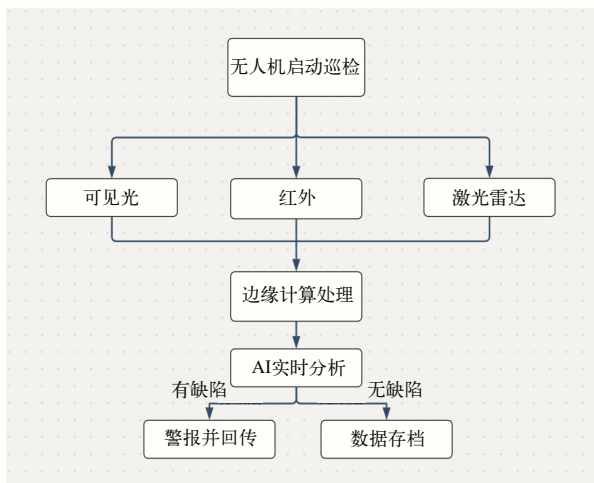 无人机启动巡检
可见光
红外
激光雷达
边缘计算处理
AI实时分析
有缺陷
无缺陷
警报并回传
数据存档